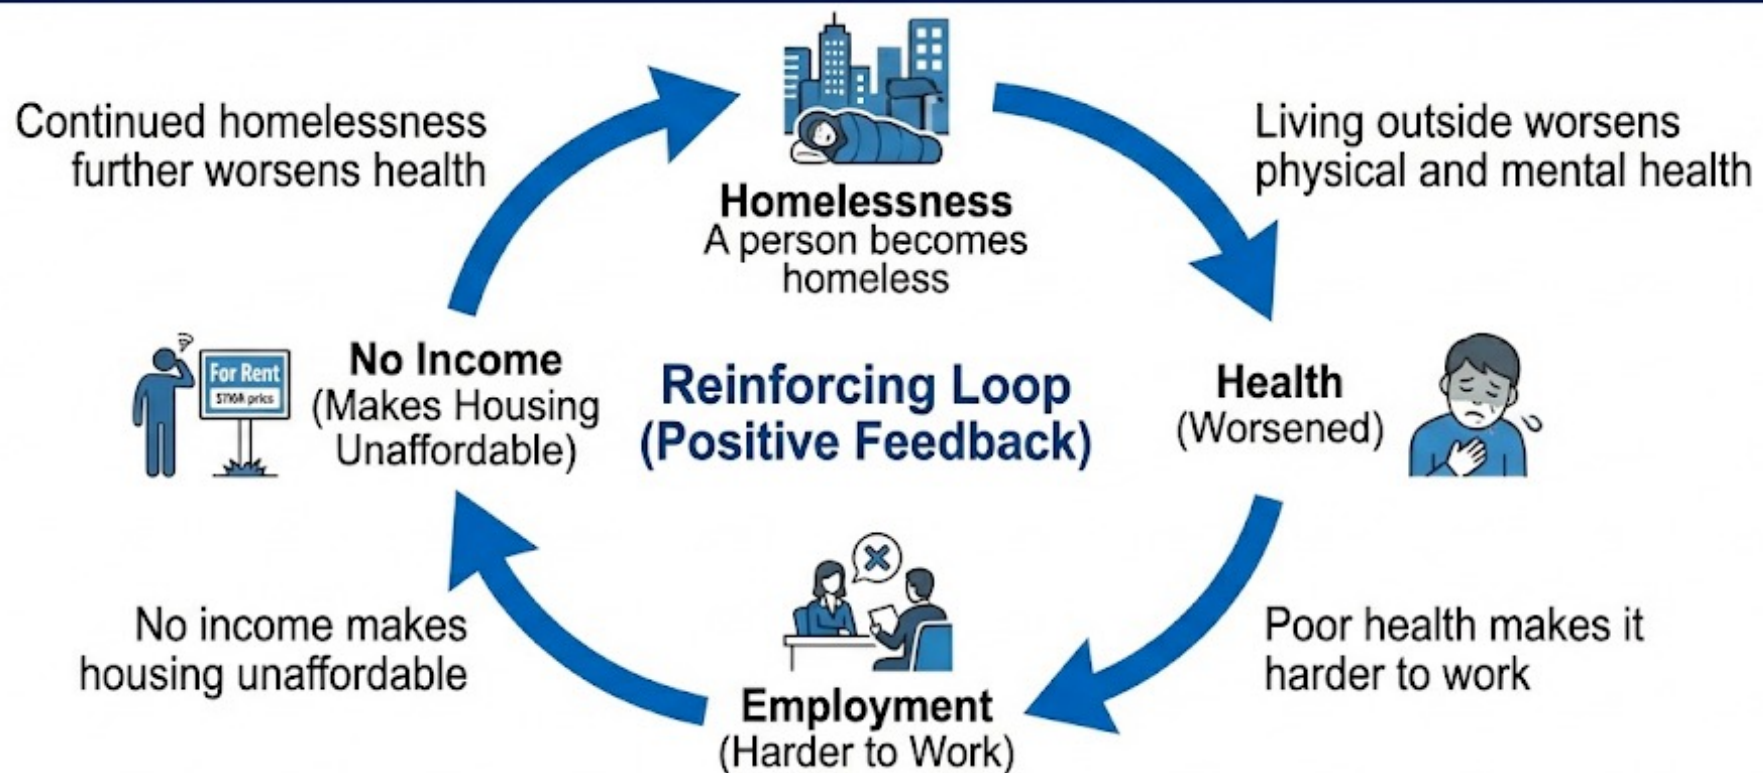 Continued homelessness
further worsens health
Homelessness
A person becomes
homeless
Living outside worsens
physical and mental health
For Rent
No Income
(Makes Housing
Unaffordable)
Reinforcing Loop
(Positive Feedback)
Health
(Worsened)
No income makes
housing unaffordable
Employment
(Harder to Work)
Poor health makes it
harder to work